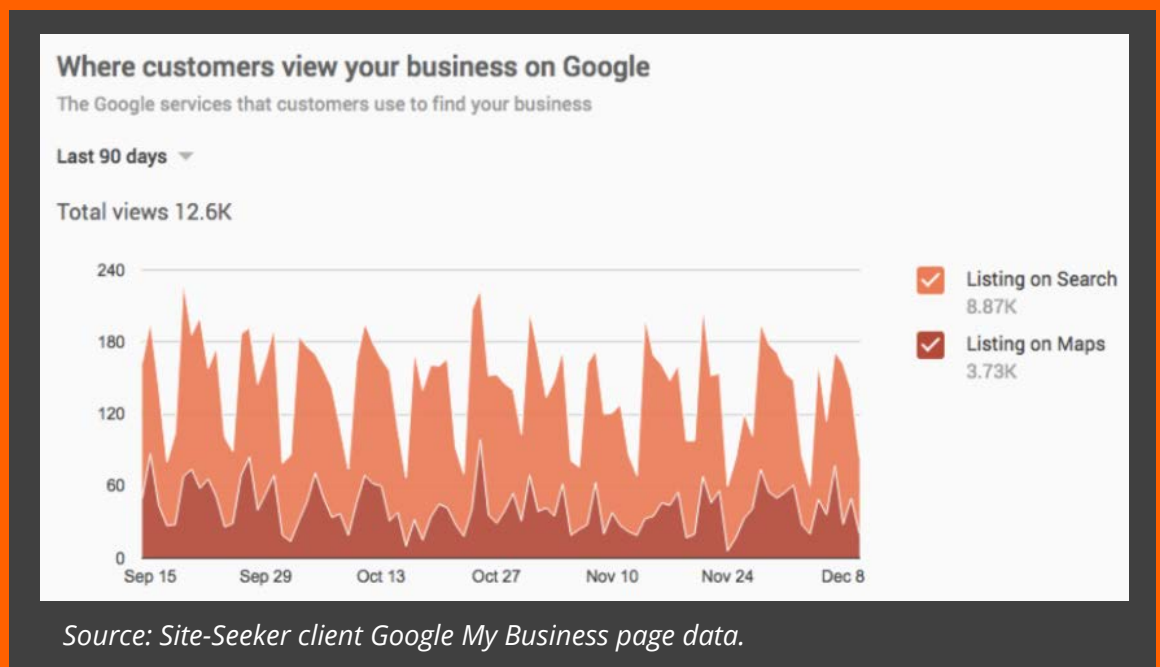 Where customers view your business on Google
The Google services that customers use to find your business
Last 90 days
Total views 12.6K
240
180
120
60
0
Sep 15 Sep 29 Oct 13 Oct 27 Nov 10 Nov 24 Dec 8
Listing on Search
8.87K
Listing on Maps
3.73K
Source: Site-Seeker client Google My Business page data.